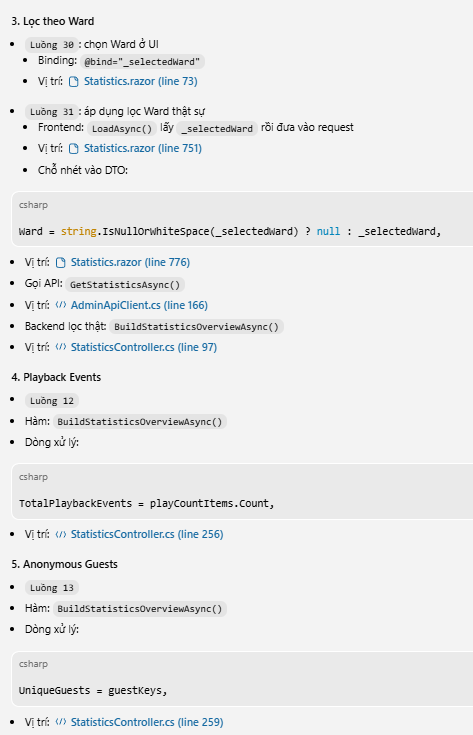 3. Lọc theo Ward
Luồng 30 : chọn Ward ở UI
Binding: @bind="_selectedWard"
Vị trí: Statistics.razor (line 73)
Luồng 31 : áp dụng lọc Ward thật sự
Frontend: LoadAsync() lấy _selectedWard rồi đưa vào request
Vị trí: Statistics.razor (line 751)
Chỗ nhét vào DTO:
csharp
Ward = string.IsNullOrWhiteSpace(_selectedWard) ? null : _selectedWard,
Vị trí: Statistics.razor (line 776)
Gọi API: GetStatisticsAsync()
Vị trí: </> AdminApiClient.cs (line 166)
Backend lọc thật: BuildStatisticsOverviewAsync()
Vị trí: </> StatisticsController.cs (line 97)
4. Playback Events
Luồng 12
Hàm: BuildStatisticsOverviewAsync()
Dòng xử lý:
csharp
TotalPlaybackEvents = playCountItems.Count,
Vị trí: </> StatisticsController.cs (line 256)
5. Anonymous Guests
Luồng 13
Hàm: BuildStatisticsOverviewAsync()
Dòng xử lý:
csharp
UniqueGuests = guestKeys,
Vị trí: </> StatisticsController.cs (line 259)